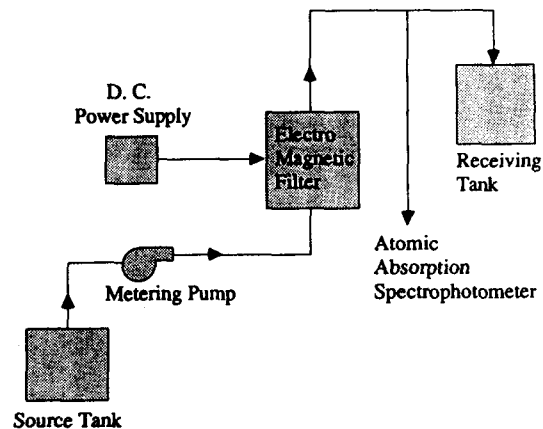 D. C.
Power Supply
Electro
Magnetic
Filter
Receiving
Tank
Atomic
Absorption
Spectrophotometer
Metering Pump
Source Tank